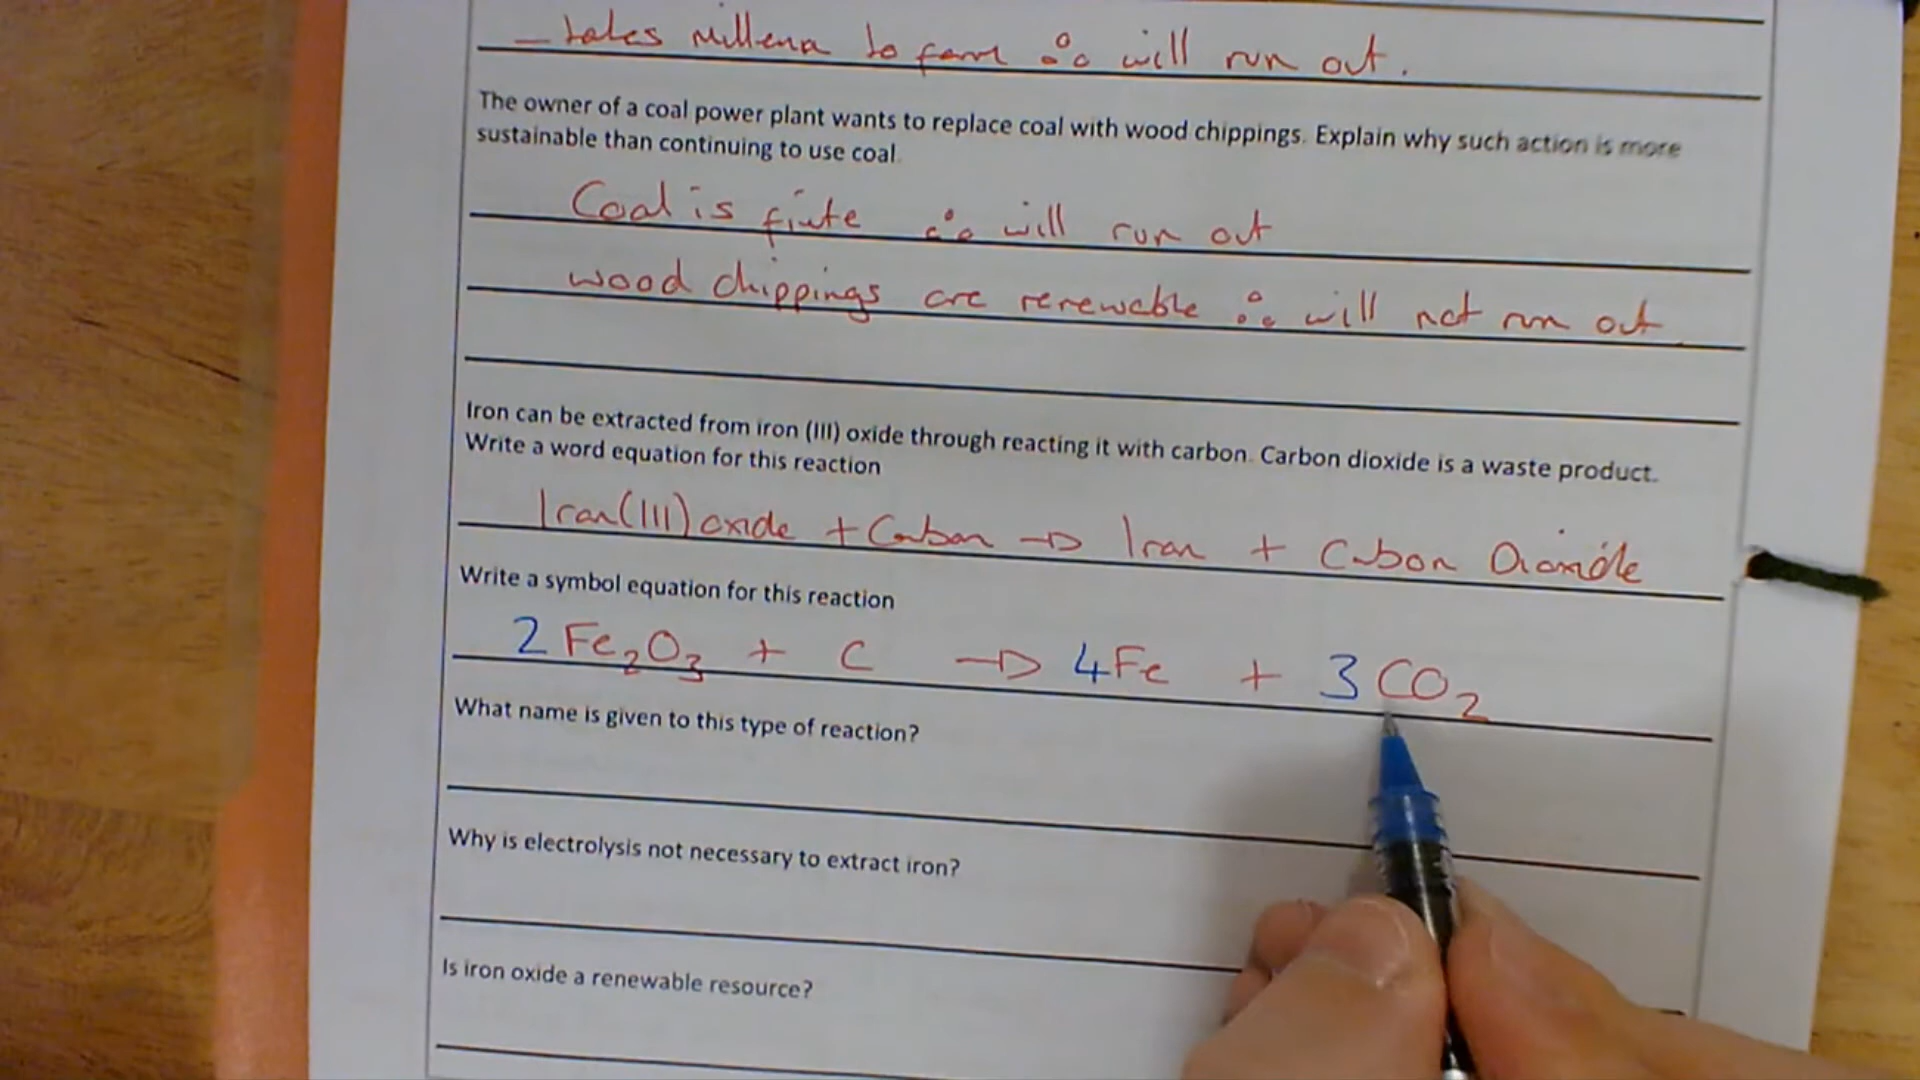 takes millenia to form ∴ will run out.
The owner of a coal power plant wants to replace coal with wood chippings. Explain why such action is more
sustainable than continuing to use coal.
Coal is finite ∴ will run out
wood chippings are renewable ∴ will not run out
Iron can be extracted from iron (III) oxide through reacting it with carbon. Carbon dioxide is a waste product.
Write a word equation for this reaction
Iron(III) oxide + Carbon → Iron + Carbon Dioxide
Write a symbol equation for this reaction
2 Fe₂O₃ + C → 4Fe + 3CO₂
What name is given to this type of reaction?
Why is electrolysis not necessary to extract iron?
Is iron oxide a renewable resource?